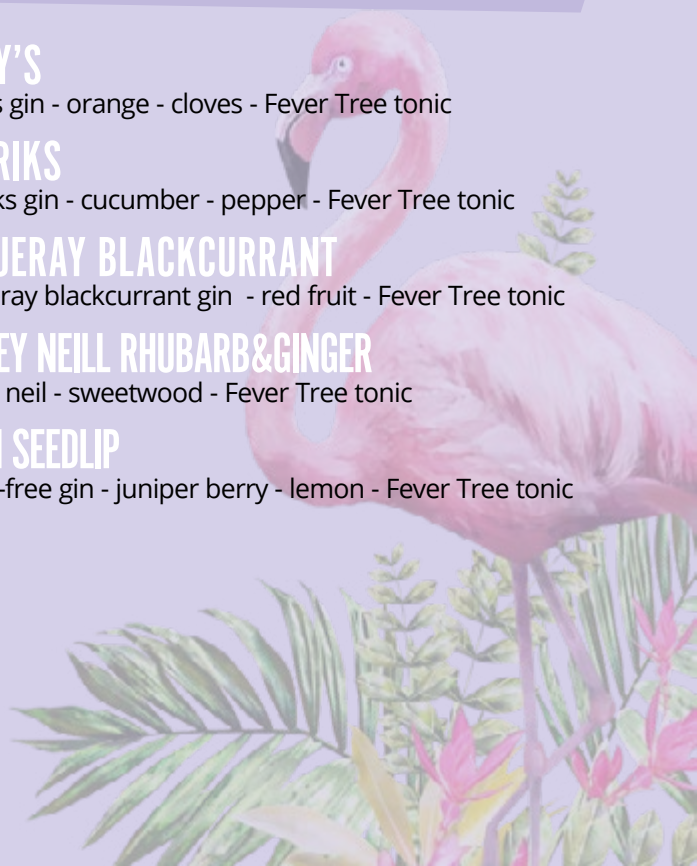 Y'S
s gin - orange - cloves - Fever Tree tonic
RIKS
ks gin - cucumber - pepper - Fever Tree tonic
UERAY BLACKCURRANT
ray blackcurrant gin - red fruit - Fever Tree tonic
EY NEILL RHUBARB&GINGER
neil - sweetwood - Fever Tree tonic
SEEDLIP
-free gin - juniper berry - lemon - Fever Tree tonic